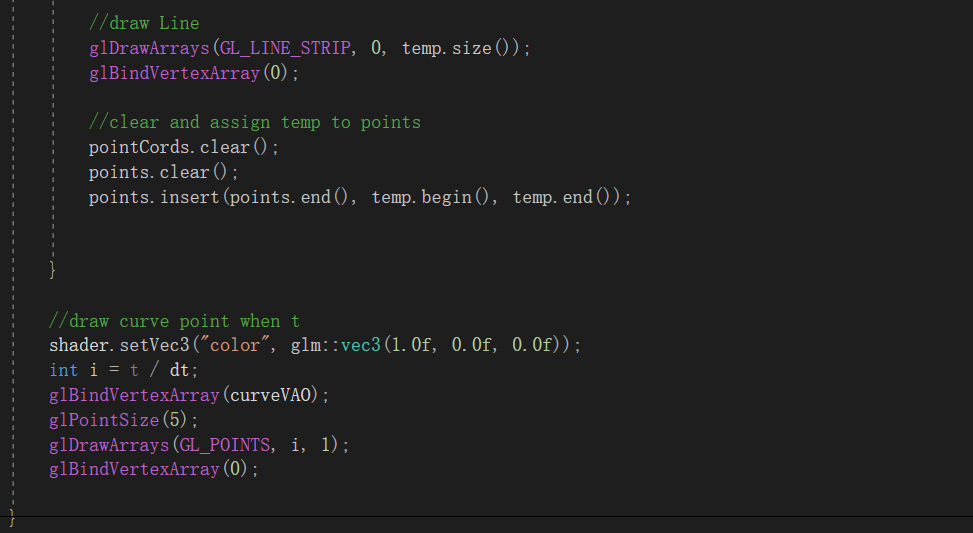 //draw Line
glDrawArrays(GL_LINE_STRIP, 0, temp.size());
glBindVertexArray(0);
//clear and assign temp to points
pointCords.clear();
points.clear();
points.insert(points.end(), temp.begin(), temp.end());
}
//draw curve point when t
shader.setVec3("color", glm::vec3(1.0f, 0.0f, 0.0f));
int i = t / dt;
glBindVertexArray(curveVAO);
glPointSize(5);
glDrawArrays(GL_POINTS, i, 1);
glBindVertexArray(0);
}